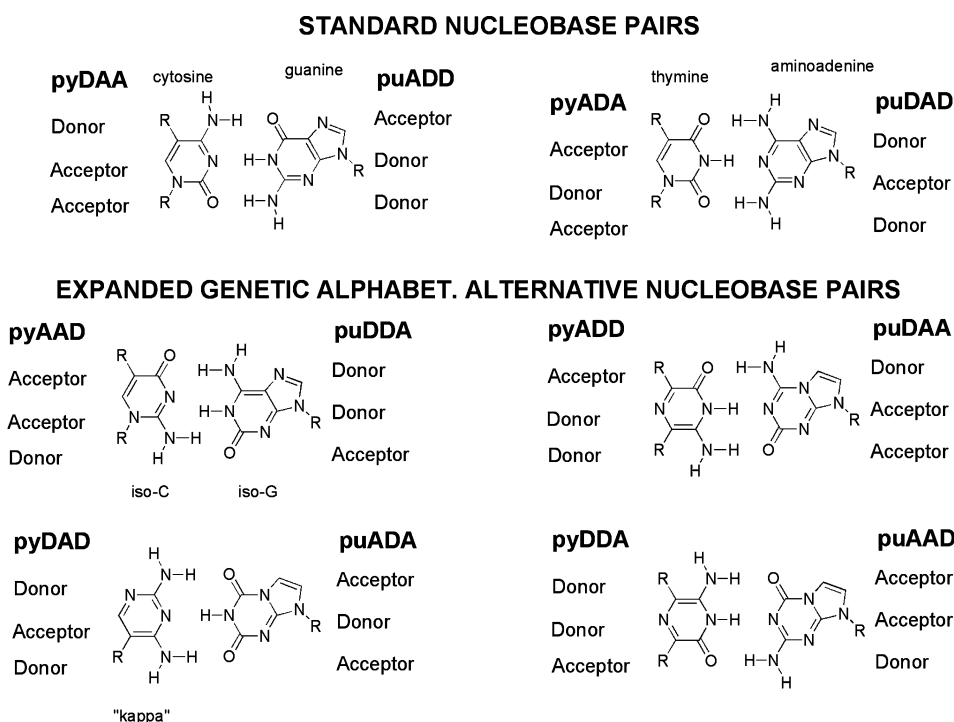 STANDARD NUCLEOBASE PAIRS
pyDAA cytosine guanine puADD
Donor Acceptor
Acceptor Donor
Acceptor Donor
H
R N H O N
N H N N R
R N O H N N
H
thymine aminoadenine
pyADA puDAD
Acceptor Donor
Donor Acceptor
Acceptor Donor
H
R O H N N
N H N N R
R N O H N N
H
EXPANDED GENETIC ALPHABET. ALTERNATIVE NUCLEOBASE PAIRS
pyAAD puDDA
Acceptor Donor
Acceptor Donor
Donor Acceptor
H
R O H N N
N H N N R
R N N H O N
H
iso-C iso-G
pyADD puDAA
Acceptor Donor
Donor Acceptor
Donor Acceptor
H
R O H N N
N N H N N R
R N H O N
H
pyDAD puADA
Donor Acceptor
Acceptor Donor
Donor Acceptor
H
N N H O N
N H N N R
R N H O N
H
"kappa"
pyDDA puAAD
Donor Acceptor
Donor Acceptor
Acceptor Donor
H
R N H O N
N N H N N R
R O H N N
H